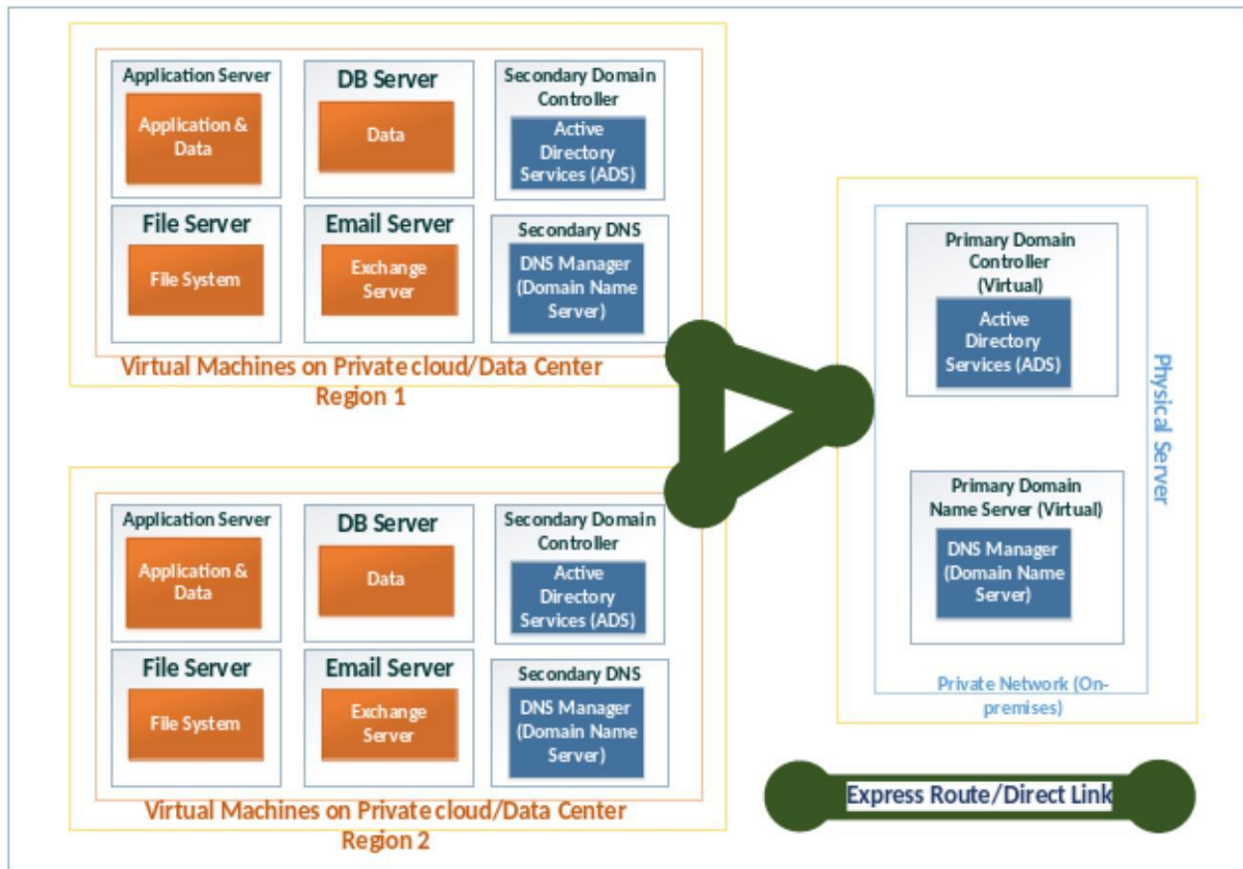 Application Server
Application &
Data
DB Server
Data
Secondary Domain
Controller
Active
Directory
Services (ADS)
File Server
File System
Email Server
Exchange
Server
Secondary DNS
DNS Manager
(Domain Name
Server)
Virtual Machines on Private cloud/Data Center
Region 1
Primary Domain
Controller
(Virtual)
Active
Directory
Services (ADS)
Primary Domain
Name Server (Virtual)
DNS Manager
(Domain Name
Server)
Private Network (On-
premises)
Physical Server
Application Server
Application &
Data
DB Server
Data
Secondary Domain
Controller
Active
Directory
Services (ADS)
File Server
File System
Email Server
Exchange
Server
Secondary DNS
DNS Manager
(Domain Name
Server)
Virtual Machines on Private cloud/Data Center
Region 2
Express Route/Direct Link